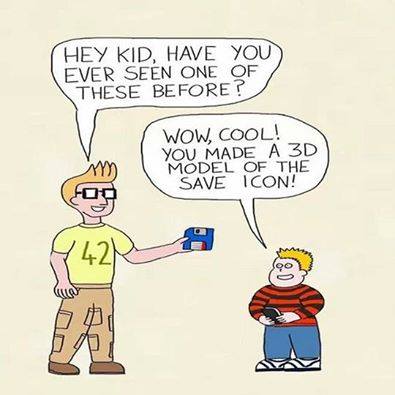 HEY KID, HAVE YOU
EVER SEEN ONE OF
THESE BEFORE?
WOW, COOL!
YOU MADE A 3D
MODEL OF THE
SAVE ICON!
42